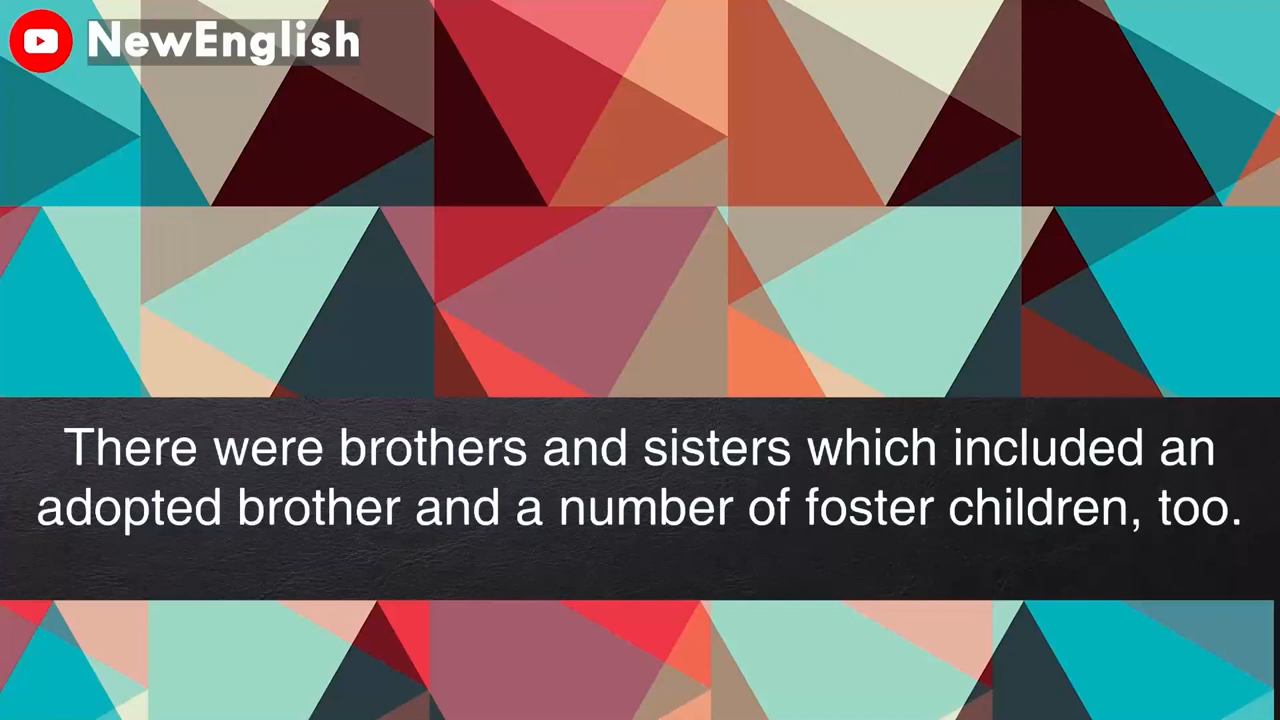 NewEnglish
There were brothers and sisters which included an
adopted brother and a number of foster children, too.